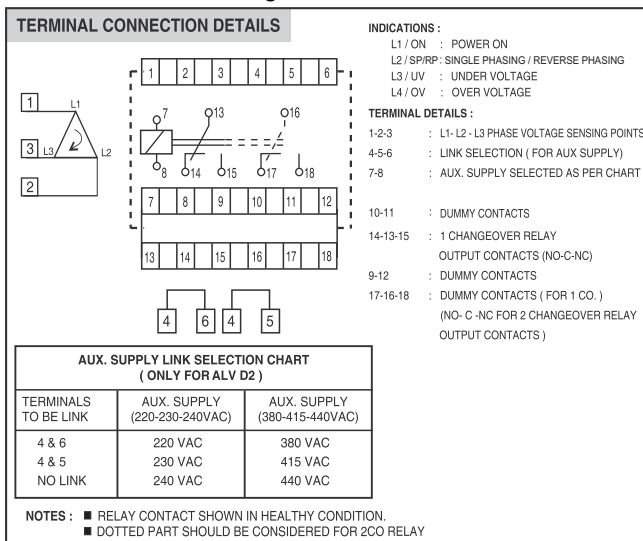 TERMINAL CONNECTION DETAILS
1 2 3 4 5 6
1 L1
3 L3 L2
2
7 13 16
8 14 15 17 18
7 8 9 10 11 12
13 14 15 16 17 18
4 6 4 5
INDICATIONS :
L1 / ON : POWER ON
L2 / SP/RP : SINGLE PHASING / REVERSE PHASING
L3 / UV : UNDER VOLTAGE
L4 / OV : OVER VOLTAGE
TERMINAL DETAILS :
1-2-3 : L1- L2 - L3 PHASE VOLTAGE SENSING POINTS
4-5-6 : LINK SELECTION ( FOR AUX SUPPLY)
7-8 : AUX. SUPPLY SELECTED AS PER CHART
10-11 : DUMMY CONTACTS
14-13-15 : 1 CHANGEOVER RELAY
OUTPUT CONTACTS (NO-C-NC)
9-12 : DUMMY CONTACTS
17-16-18 : DUMMY CONTACTS ( FOR 1 CO. )
(NO- C -NC FOR 2 CHANGEOVER RELAY
OUTPUT CONTACTS )
AUX. SUPPLY LINK SELECTION CHART
( ONLY FOR ALV D2 )
TERMINALS TO BE LINK
AUX. SUPPLY (220-230-240VAC)
AUX. SUPPLY (380-415-440VAC)
4 & 6 220 VAC 380 VAC
4 & 5 230 VAC 415 VAC
NO LINK 240 VAC 440 VAC
NOTES : ■ RELAY CONTACT SHOWN IN HEALTHY CONDITION.
■ DOTTED PART SHOULD BE CONSIDERED FOR 2CO RELAY